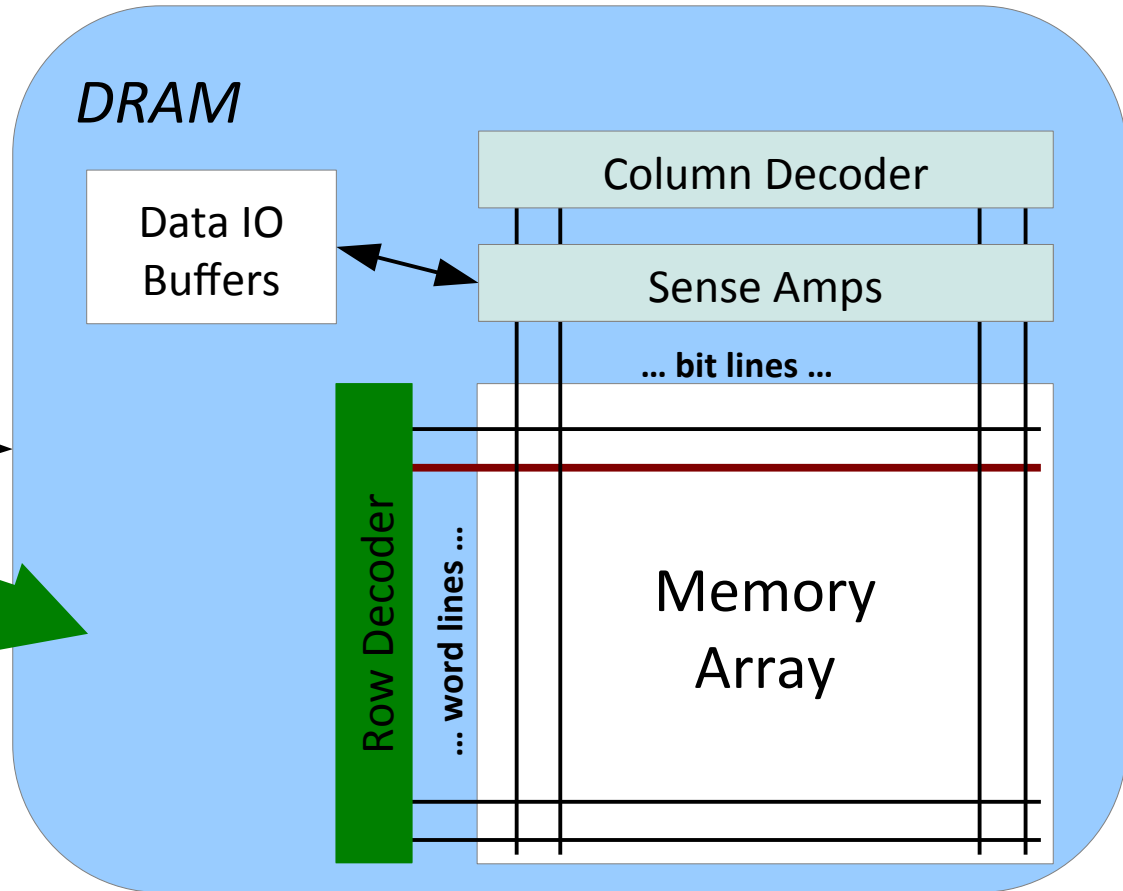 DRAM
Column Decoder
Data IO
Buffers
Sense Amps
... bit lines ...
Row Decoder
... word lines ...
Memory
Array